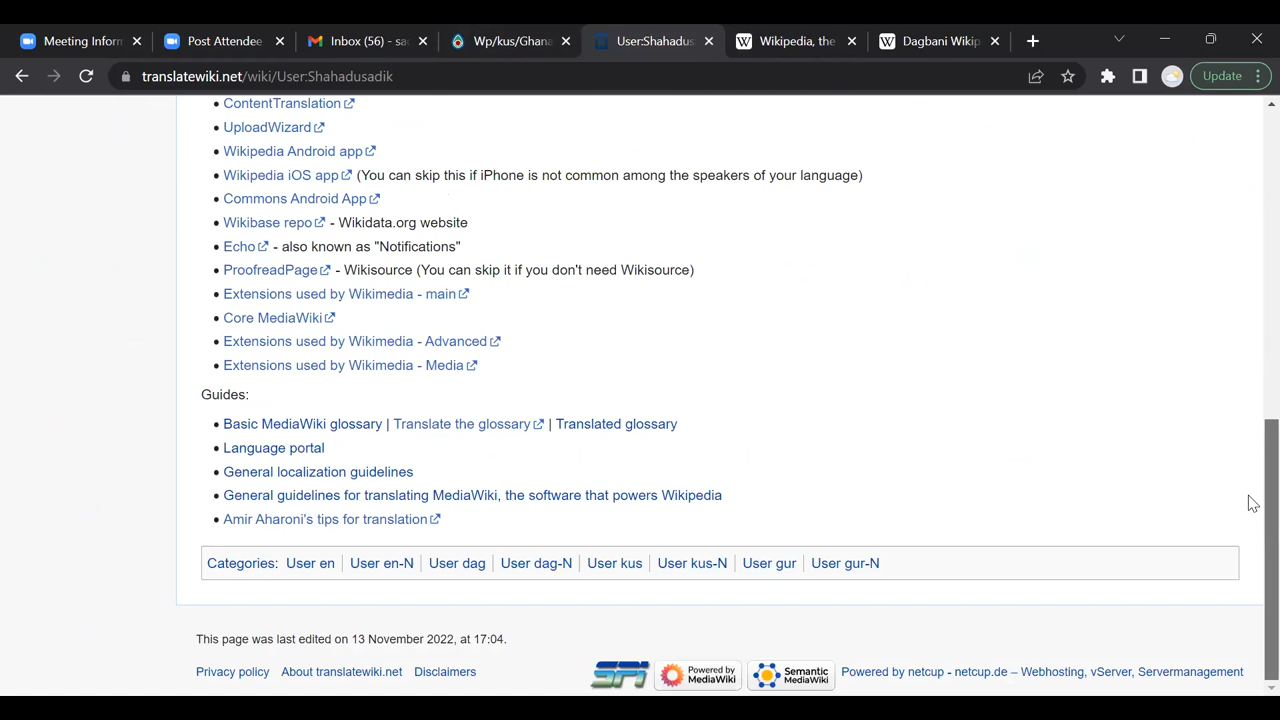 Meeting Inform
Post Attendee
Inbox (56) - sa
Wp/kus/Ghana
User:Shahadus
Wikipedia, the
Dagbani Wikip
translatewiki.net/wiki/User:Shahadusadik
Update
ContentTranslation
UploadWizard
Wikipedia Android app
Wikipedia iOS app (You can skip this if iPhone is not common among the speakers of your language)
Commons Android App
Wikibase repo - Wikidata.org website
Echo - also known as "Notifications"
ProofreadPage - Wikisource (You can skip it if you don't need Wikisource)
Extensions used by Wikimedia - main
Core MediaWiki
Extensions used by Wikimedia - Advanced
Extensions used by Wikimedia - Media
Guides:
Basic MediaWiki glossary | Translate the glossary | Translated glossary
Language portal
General localization guidelines
General guidelines for translating MediaWiki, the software that powers Wikipedia
Amir Aharoni's tips for translation
Categories: User en | User en-N | User dag | User dag-N | User kus | User kus-N | User gur | User gur-N
This page was last edited on 13 November 2022, at 17:04.
Privacy policy About translatewiki.net Disclaimers SPI Powered by MediaWiki Semantic MediaWiki Powered by netcup - netcup.de – Webhosting, vServer, Servermanagement